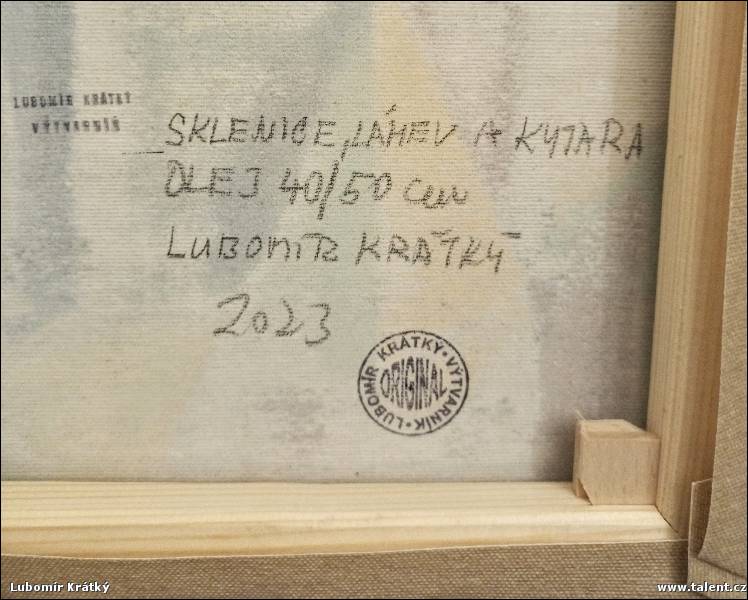 LUBOMÍR KRÁTKÝ
VÝTVARNÍK
SKLENICE, LÁHEV A KYTARA
OLEJ 40/50 cm
LUBOMÍR KRÁTKÝ
2023
LUBOMÍR KRÁTKÝ · VÝTVARNÍK ·
ORIGINAL
Lubomír Krátký
www.talent.cz